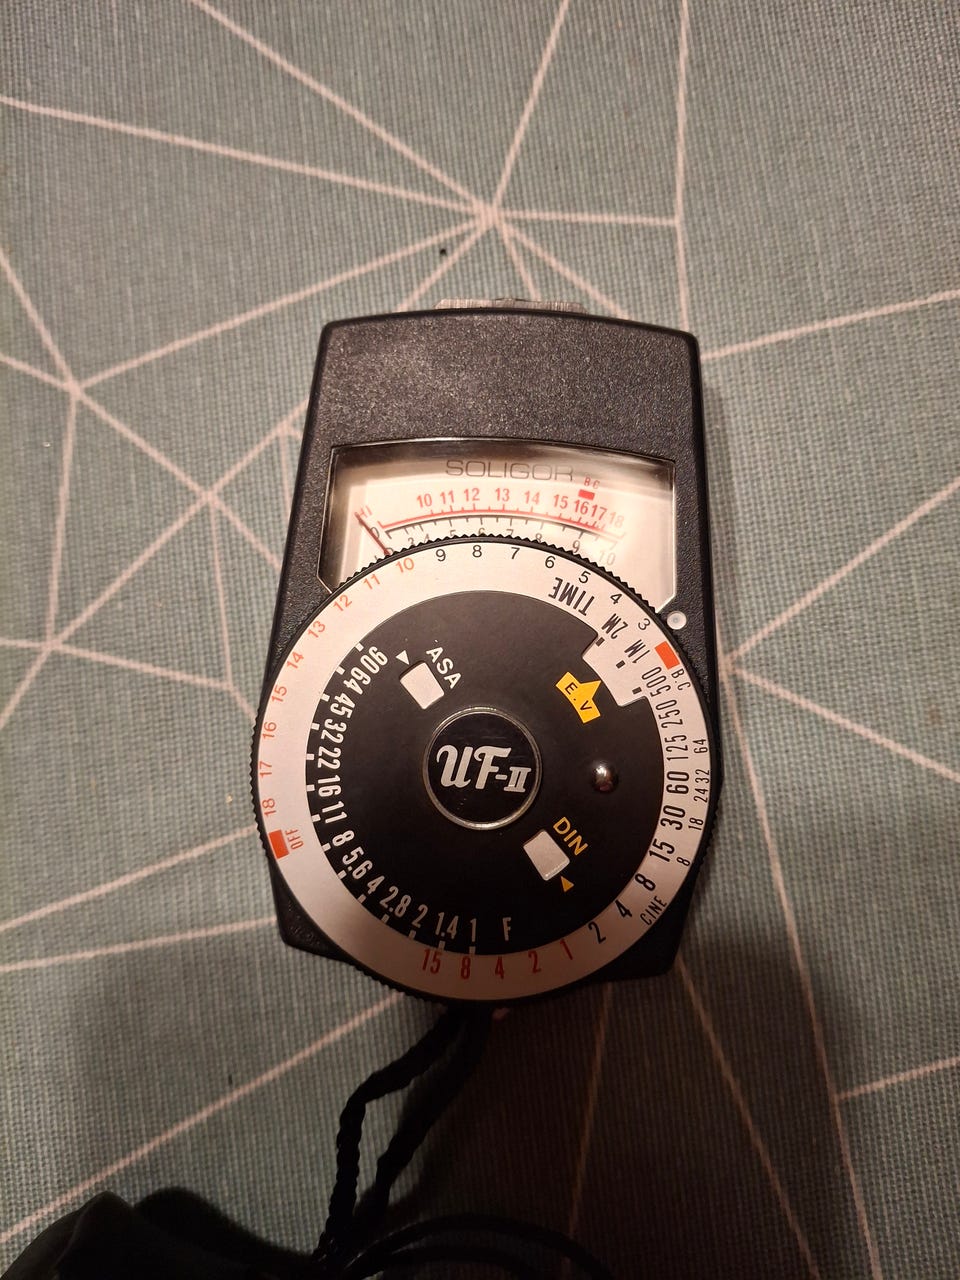 SOLIGOR
B.C
HI 10 11 12 13 14 15 16 17 18
10
18 17 16 15 14 13 12 11 10 9 8 7 6 5 4 3
OFF
B.C.
TIME
2M 1M 500 250 125 60 30 15 8 4 2 1 2 4 8 15
64 32 24 18 8 CINE
ASA
E.V
UF-II
DIN
90 64 45 32 22 16 11 8 5.6 4 2.8 2 1.4 1 F